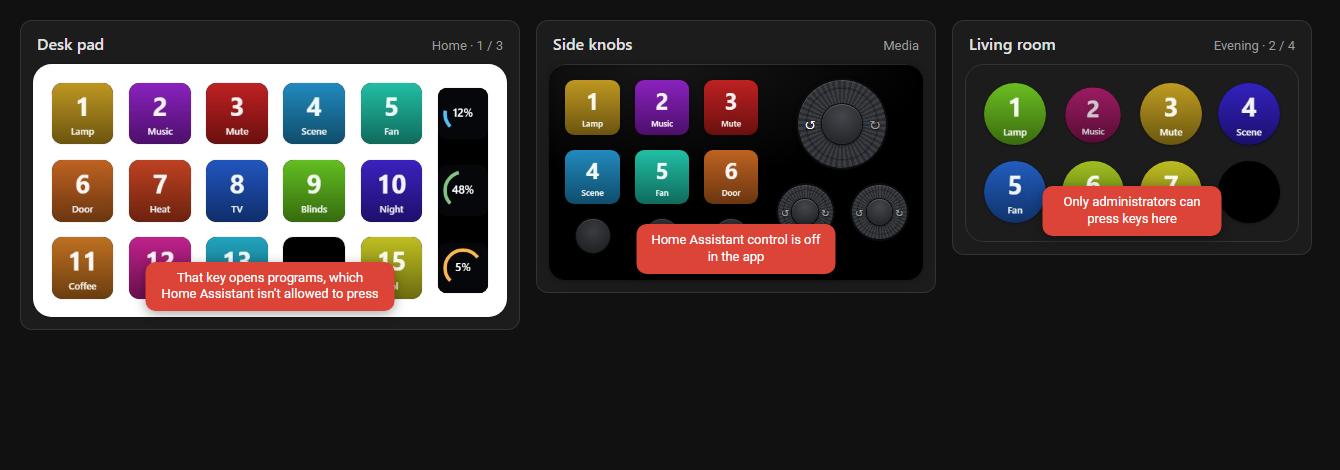 Desk pad
Home · 1 / 3
1
Lamp
2
Music
3
Mute
4
Scene
5
Fan
12%
6
Door
7
Heat
8
TV
9
Blinds
10
Night
48%
11
Coffee
12
13
15
5%
That key opens programs, which
Home Assistant isn't allowed to press
Side knobs
Media
1
Lamp
2
Music
3
Mute
4
Scene
5
Fan
6
Door
Home Assistant control is off
in the app
Living room
Evening · 2 / 4
1
Lamp
2
Music
3
Mute
4
Scene
5
Fan
6
7
Only administrators can
press keys here